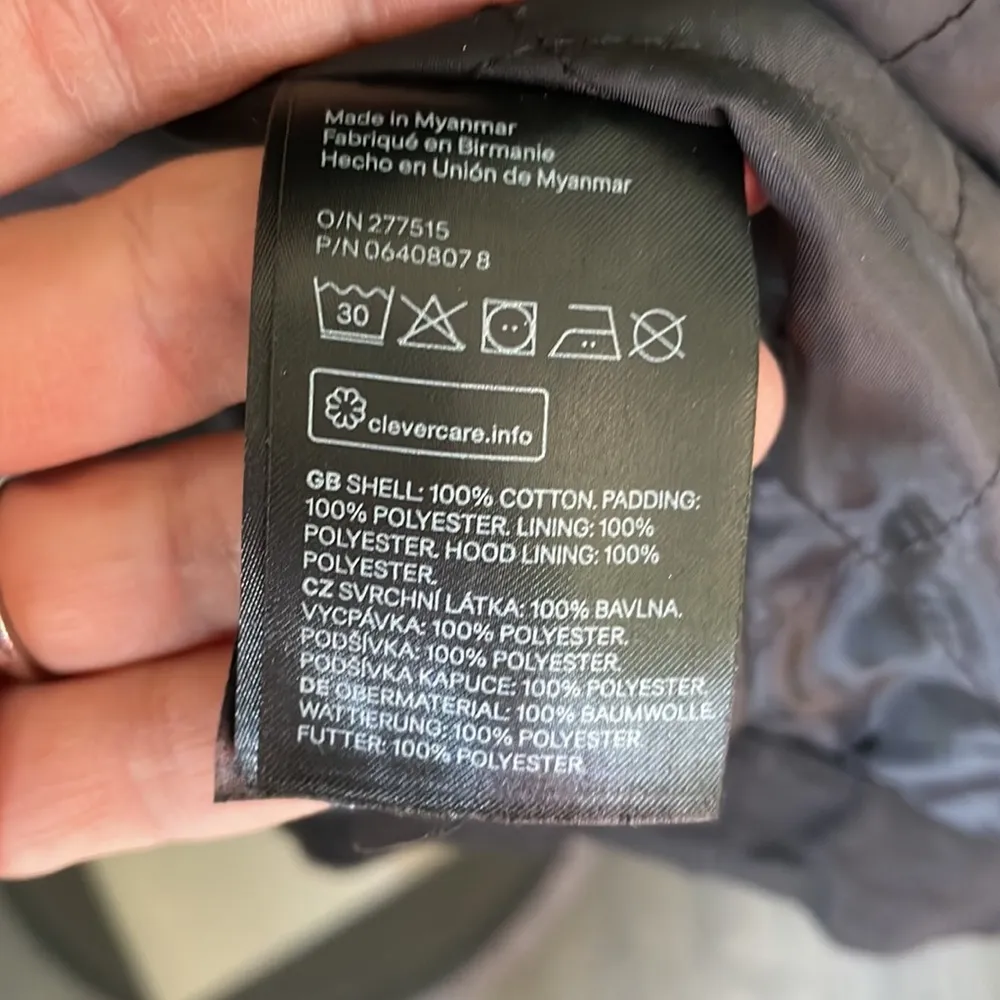 Made in Myanmar
Fabriqué en Birmanie
Hecho en Unión de Myanmar
O/N 277515
P/N 0640807 8
30
clevercare.info
GB SHELL: 100% COTTON. PADDING:
100% POLYESTER. LINING: 100%
POLYESTER. HOOD LINING: 100%
POLYESTER.
CZ SVRCHNÍ LÁTKA: 100% BAVLNA.
VYCPÁVKA: 100% POLYESTER.
PODŠÍVKA: 100% POLYESTER.
PODŠÍVKA KAPUCE: 100% POLYESTER.
DE OBERMATERIAL: 100% BAUMWOLLE.
WATTIERUNG: 100% POLYESTER.
FUTTER: 100% POLYESTER